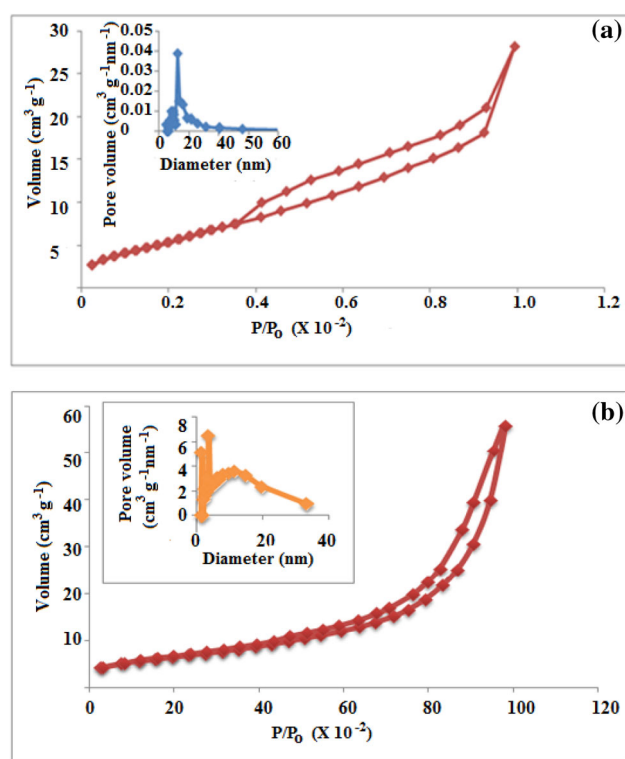 (a)
30
25
20
15
10
5
Volume (cm³ g⁻¹)
0.05
0.04
0.03
0.02
0.01
0
Pore volume (cm³ g⁻¹nm⁻¹)
0 20 40 60
Diameter (nm)
0 0.2 0.4 0.6 0.8 1.0 1.2
P/P₀ (X 10⁻²)
(b)
60
50
40
30
20
10
Volume (cm³ g⁻¹)
8
6
4
2
0
Pore volume
(cm³ g⁻¹nm⁻¹)
0 20 40
Diameter (nm)
0 20 40 60 80 100 120
P/P₀ (X 10⁻²)